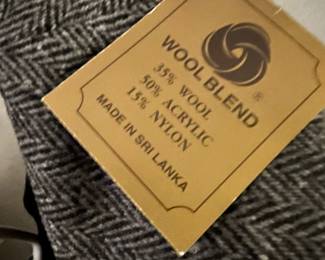 ®
WOOL BLEND
35% WOOL
50% ACRYLIC
15% NYLON
MADE IN SRI LANKA